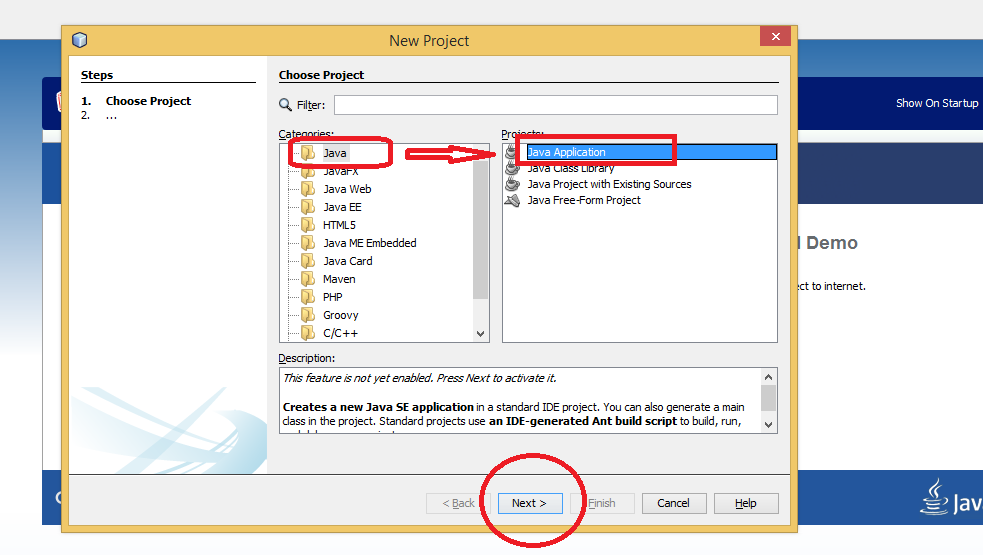 New Project
Show On Startup
Steps
1. Choose Project
2. ...
Choose Project
Filter:
Categories:
Java
JavaFX
Java Web
Java EE
HTML5
Java ME Embedded
Java Card
Maven
PHP
Groovy
C/C++
Projects:
Java Application
Java Class Library
Java Project with Existing Sources
Java Free-Form Project
Demo
ect to internet.
Description:
This feature is not yet enabled. Press Next to activate it.
Creates a new Java SE application in a standard IDE project. You can also generate a main
class in the project. Standard projects use an IDE-generated Ant build script to build, run,
< Back
Next >
Finish
Cancel
Help
Java